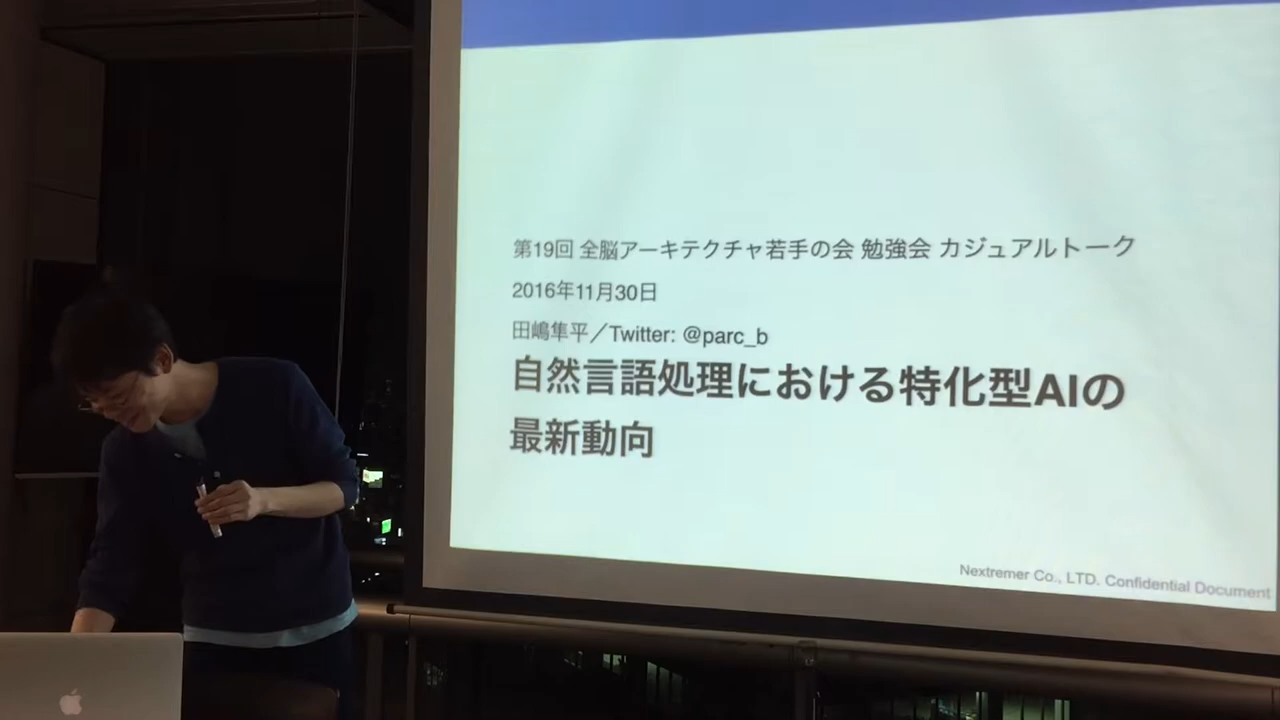 第19回 全脳アーキテクチャ若手の会 勉強会 カジュアルトーク
2016年11月30日
田嶋隼平／Twitter: @parc_b
自然言語処理における特化型AIの
最新動向
Nextremer Co., LTD. Confidential Document